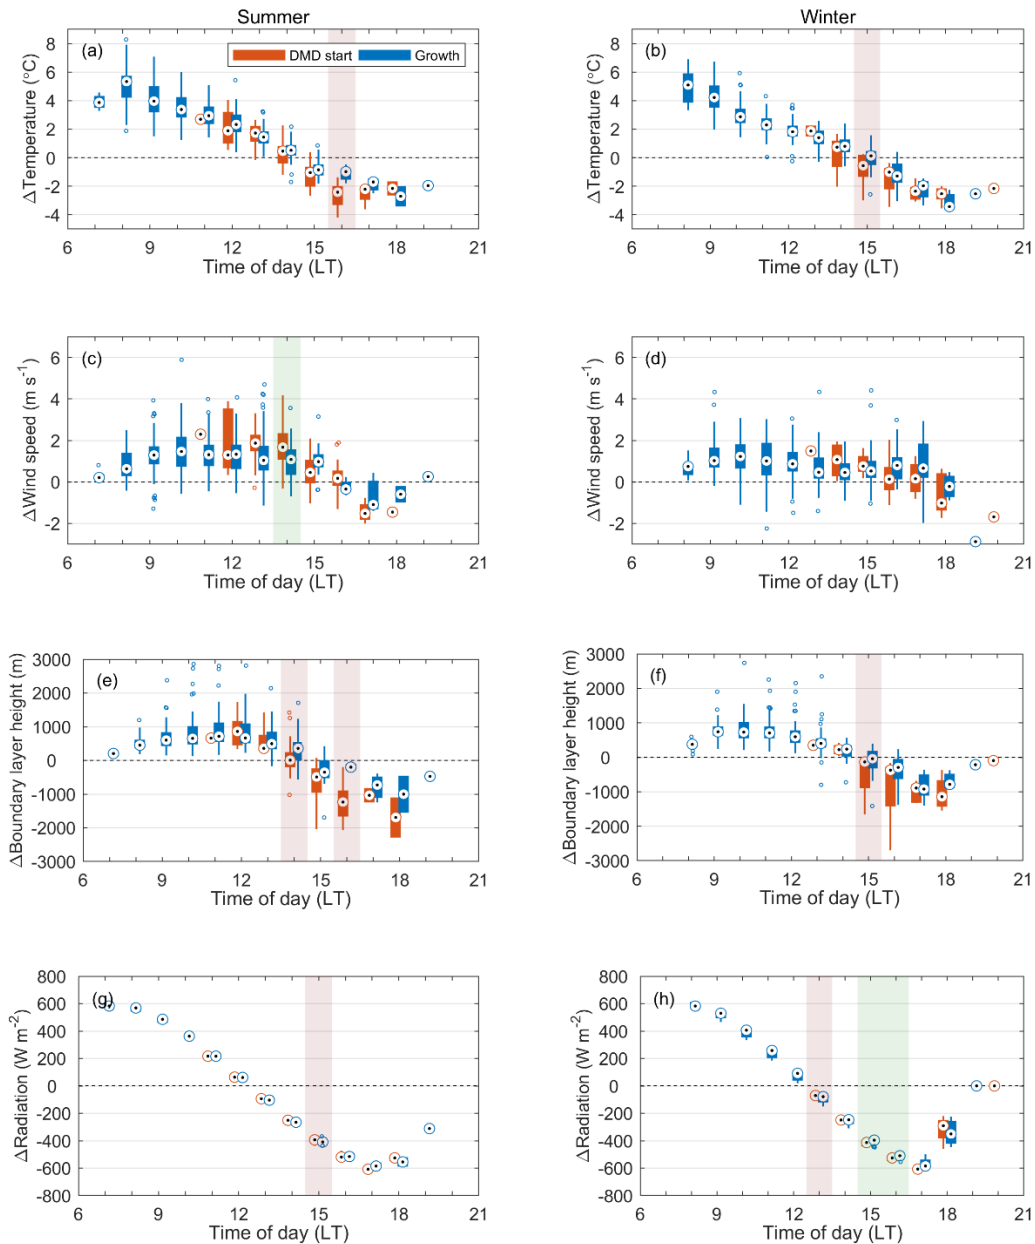 Summer
Winter
(a)
DMD start
Growth
ΔTemperature (°C)
8
6
4
2
0
-2
-4
6 9 12 15 18 21
Time of day (LT)
(b)
ΔTemperature (°C)
8
6
4
2
0
-2
-4
6 9 12 15 18 21
Time of day (LT)
(c)
ΔWind speed (m s⁻¹)
6
4
2
0
-2
6 9 12 15 18 21
Time of day (LT)
(d)
ΔWind speed (m s⁻¹)
6
4
2
0
-2
6 9 12 15 18 21
Time of day (LT)
(e)
ΔBoundary layer height (m)
3000
2000
1000
0
-1000
-2000
-3000
6 9 12 15 18 21
Time of day (LT)
(f)
ΔBoundary layer height (m)
3000
2000
1000
0
-1000
-2000
-3000
6 9 12 15 18 21
Time of day (LT)
(g)
ΔRadiation (W m⁻²)
800
600
400
200
0
-200
-400
-600
-800
6 9 12 15 18 21
Time of day (LT)
(h)
ΔRadiation (W m⁻²)
800
600
400
200
0
-200
-400
-600
-800
6 9 12 15 18 21
Time of day (LT)